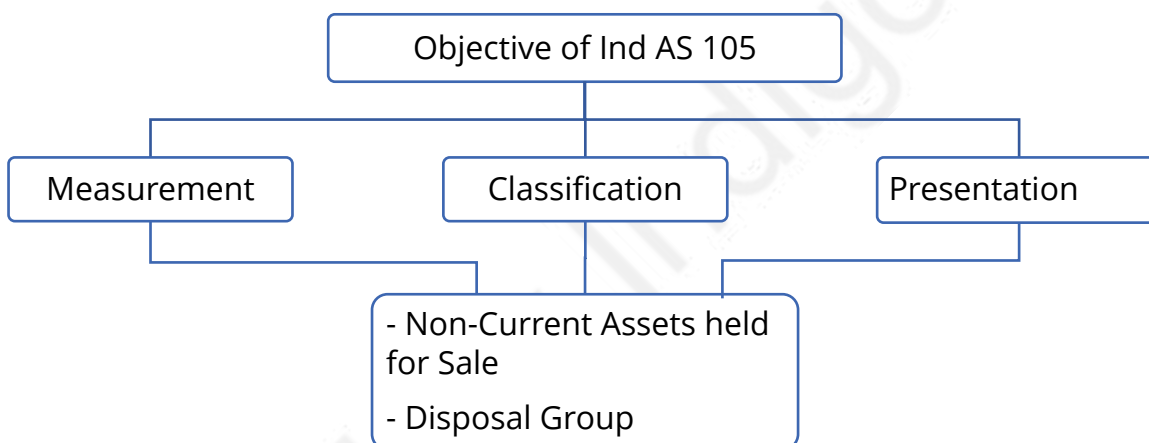 Objective of Ind AS 105
Measurement
Classification
Presentation
- Non-Current Assets held
for Sale
- Disposal Group